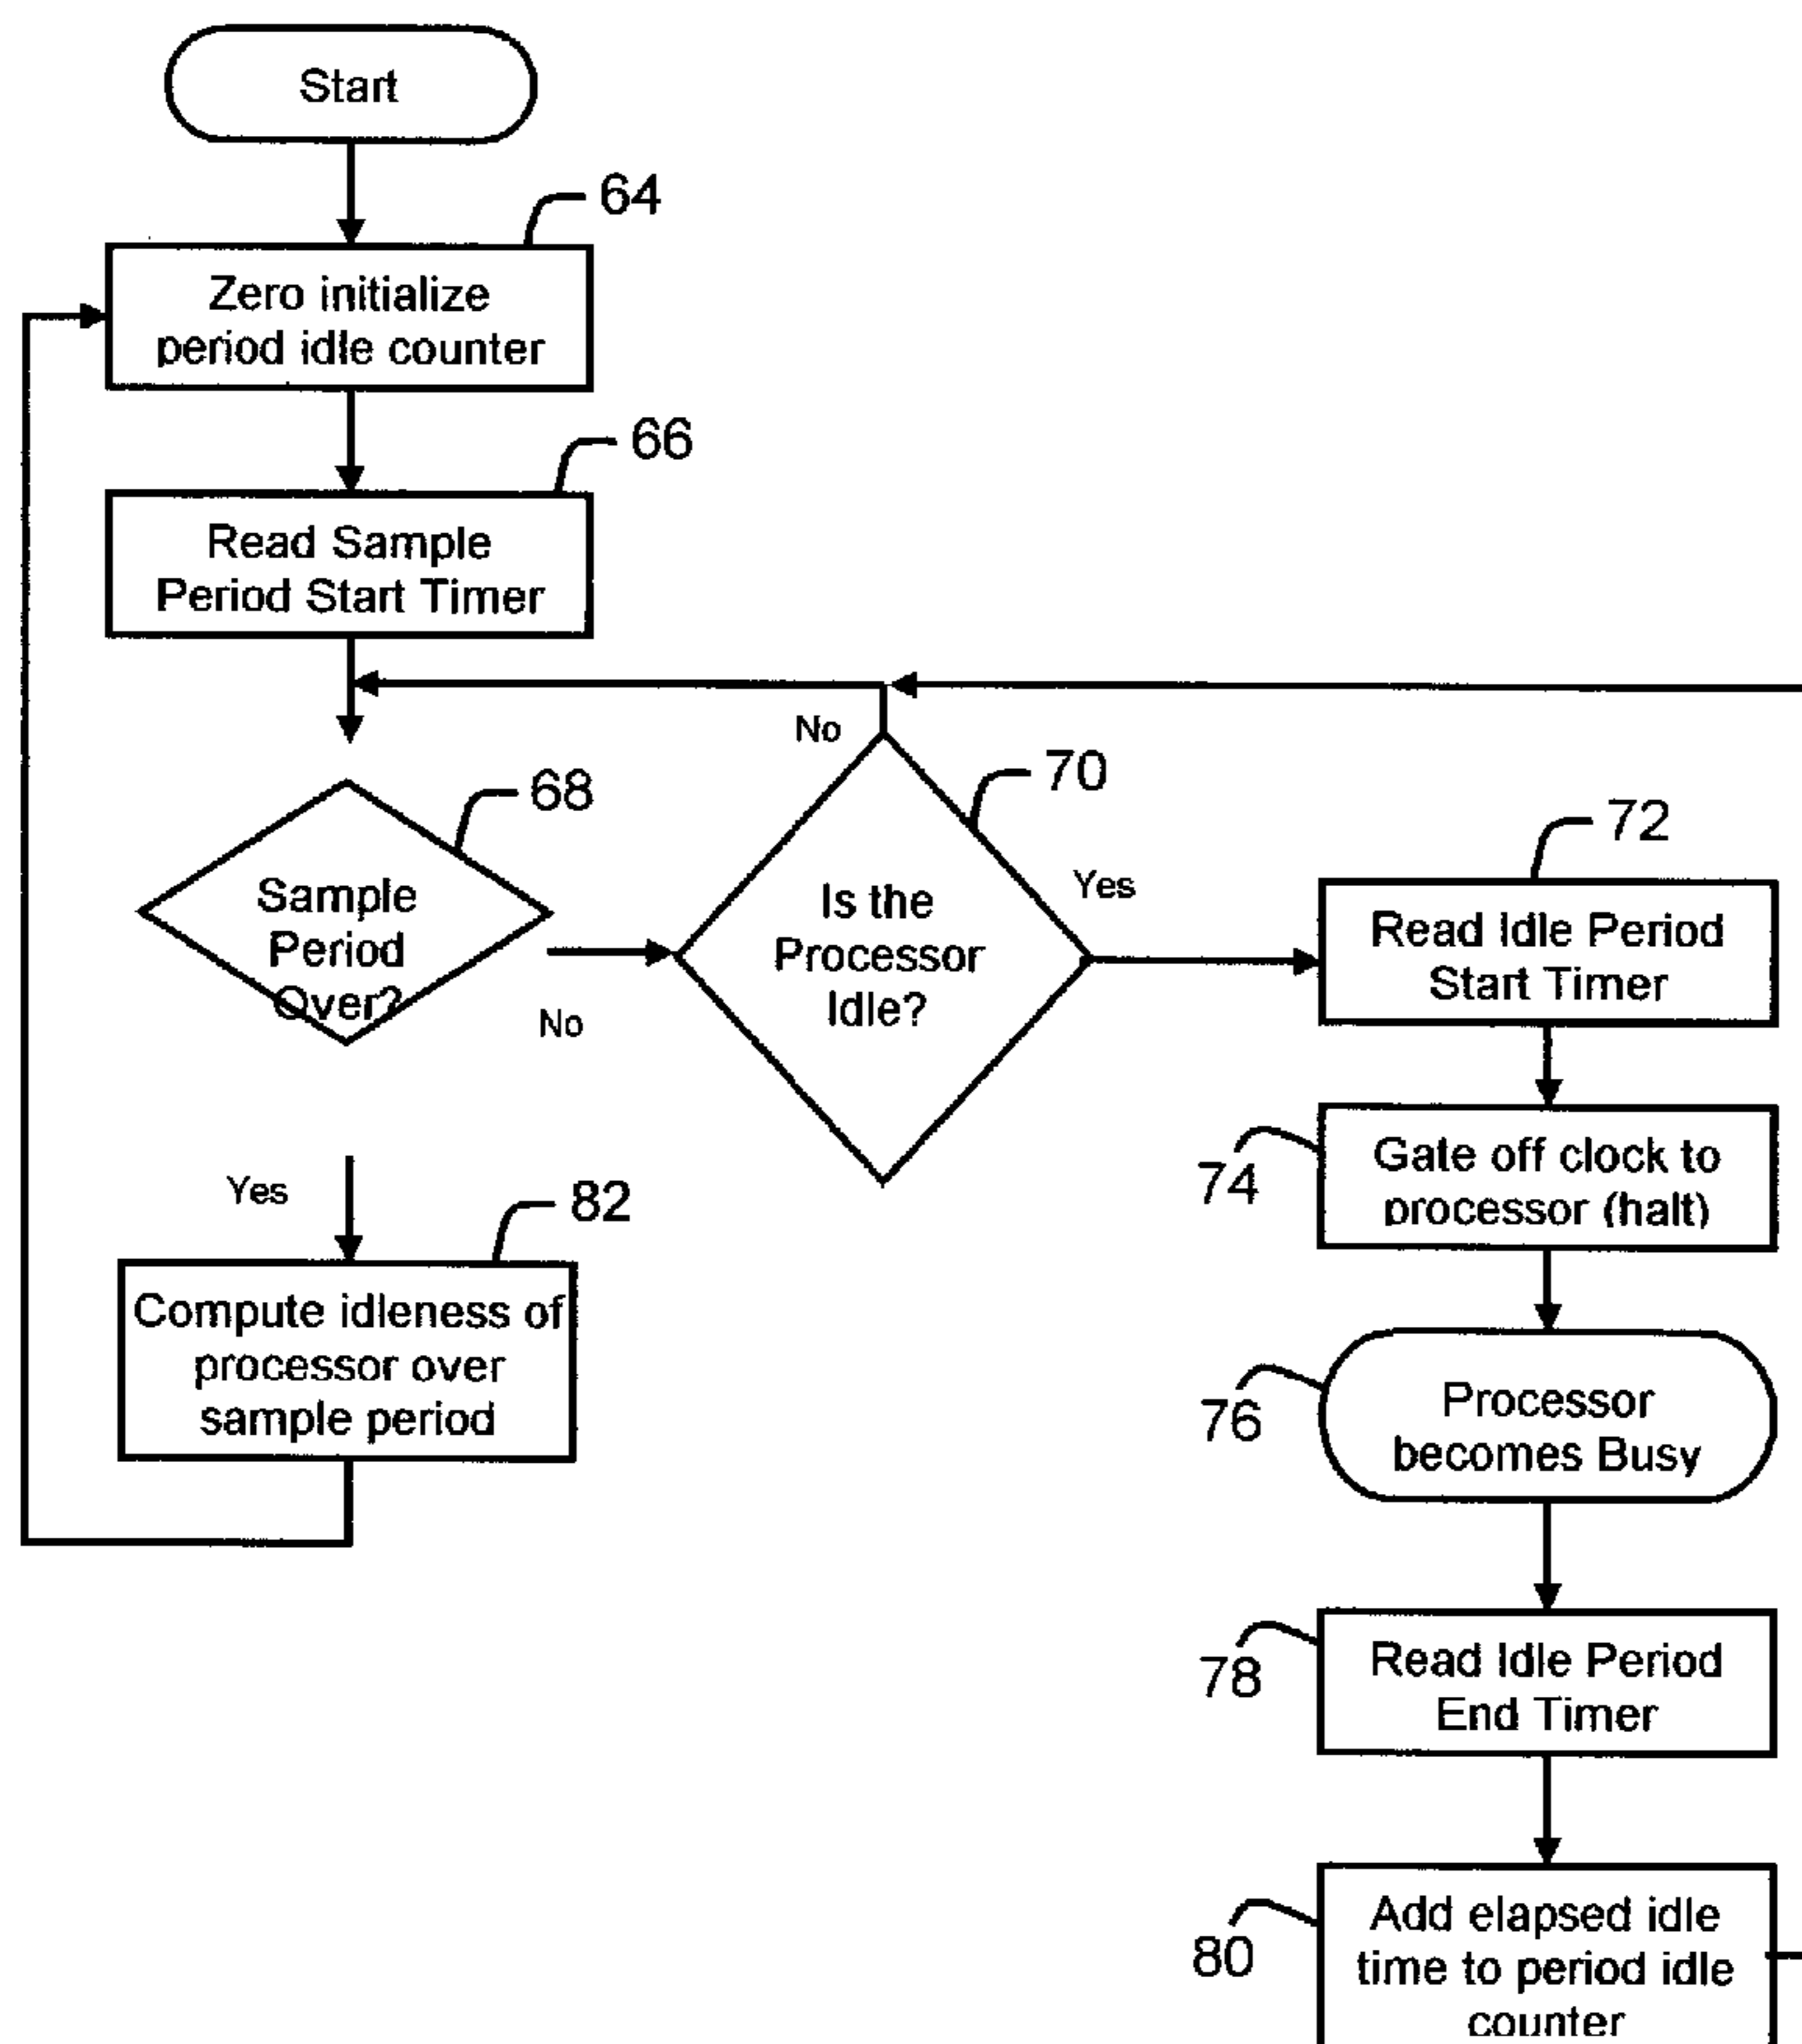 Start
64
Zero initialize
period idle counter
66
Read Sample
Period Start Timer
No
68
70
72
Sample
Period
Over?
Is the
Processor
Idle?
Yes
Read Idle Period
Start Timer
No
74
Gate off clock to
processor (halt)
Yes
82
Compute idleness of
processor over
sample period
76
Processor
becomes Busy
78
Read Idle Period
End Timer
80
Add elapsed idle
time to period idle
counter